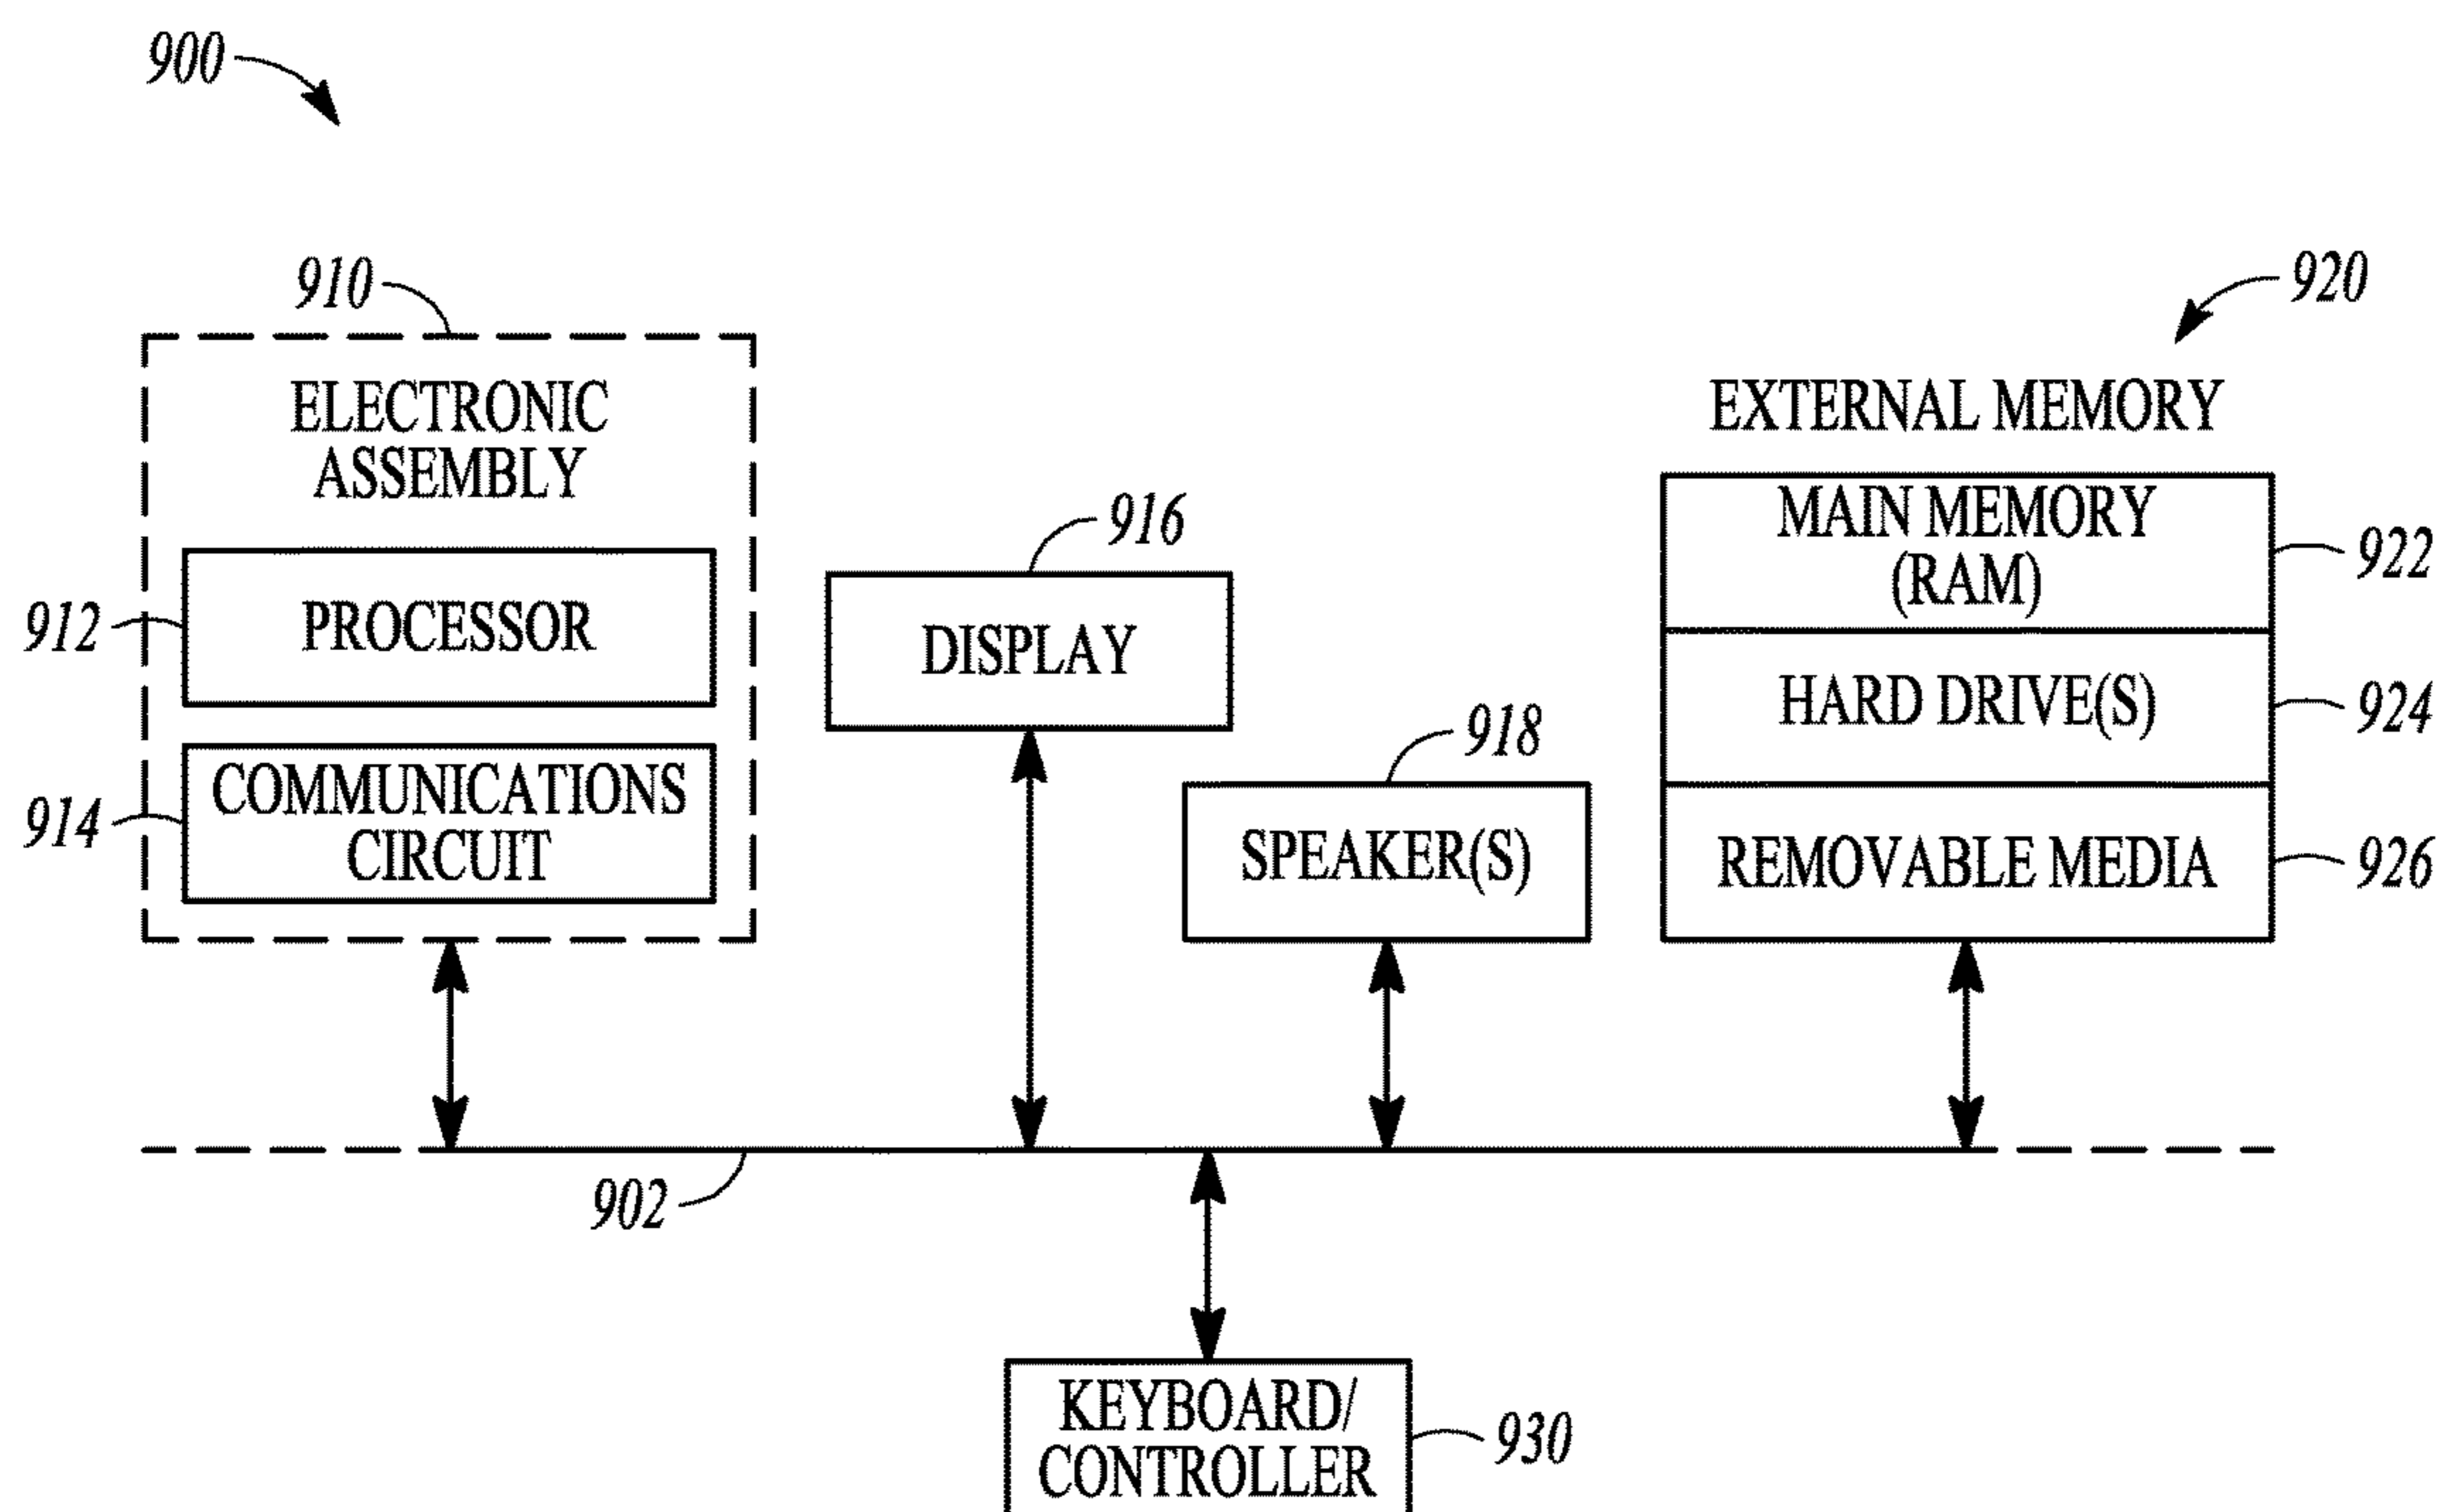 900
910
920
ELECTRONIC
ASSEMBLY
EXTERNAL MEMORY
916
MAIN MEMORY
(RAM)
922
912
PROCESSOR
DISPLAY
HARD DRIVE(S)
924
918
914
COMMUNICATIONS
CIRCUIT
SPEAKER(S)
REMOVABLE MEDIA
926
902
KEYBOARD/
CONTROLLER
930